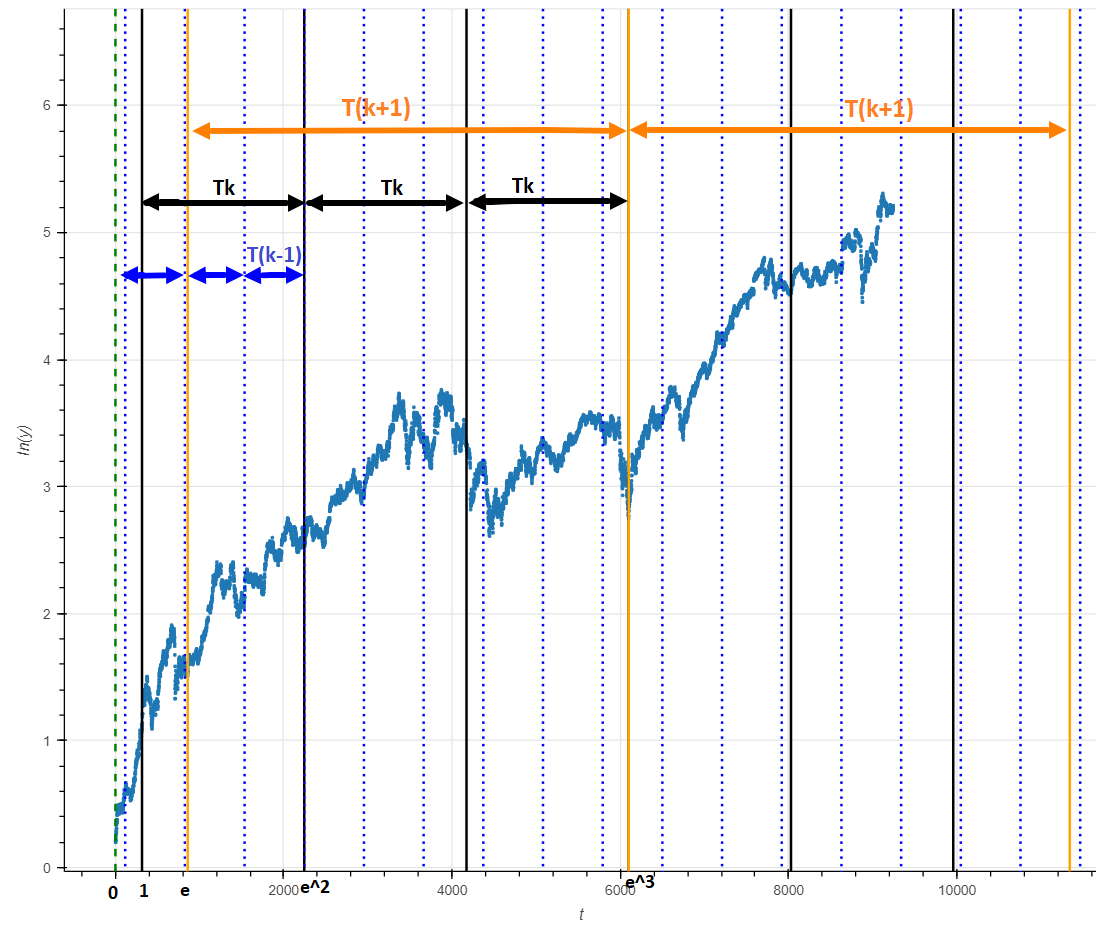 6
5
4
3
2
1
0
ln(y)
T(k+1)
T(k+1)
Tk
Tk
Tk
T(k-1)
0
1
e
2000
e^2
4000
6000
e^3
8000
10000
t